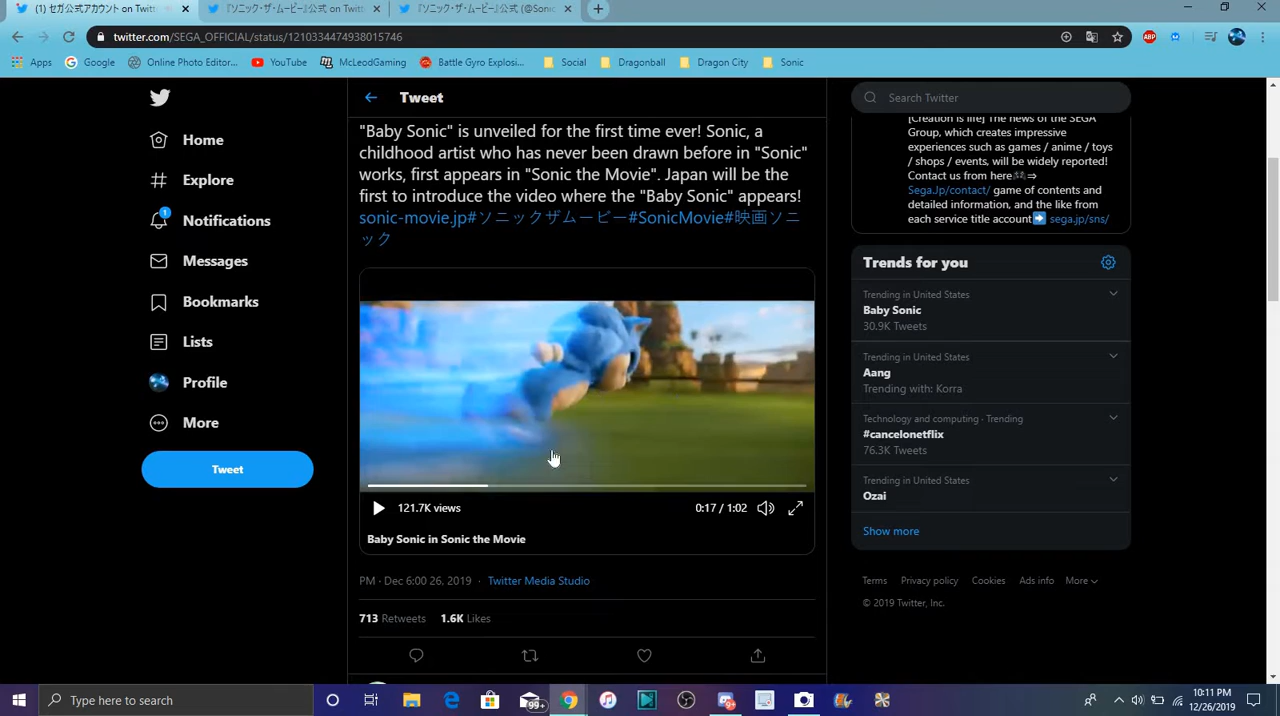 (1) セガ公式アカウント on Twitter
『ソニック・ザ・ムービー』公式 on Twitt
『ソニック・ザ・ムービー』公式 (@Sonic
twitter.com/SEGA_OFFICIAL/status/1210334474938015746
ABP
Apps
Google
Online Photo Editor...
YouTube
McLeodGaming
Battle Gyro Explosi...
Social
Dragonball
Dragon City
Sonic
Home
Explore
1
Notifications
Messages
Bookmarks
Lists
Profile
More
Tweet
Tweet
"Baby Sonic" is unveiled for the first time ever! Sonic, a
childhood artist who has never been drawn before in "Sonic"
works, first appears in "Sonic the Movie". Japan will be the
first to introduce the video where the "Baby Sonic" appears!
sonic-movie.jp#ソニックザムービー#SonicMovie#映画ソニ
ック
121.7K views
0:17 / 1:02
Baby Sonic in Sonic the Movie
PM · Dec 6:00 26, 2019 · Twitter Media Studio
713 Retweets 1.6K Likes
Search Twitter
[Creation is life] The news of the SEGA
Group, which creates impressive
experiences such as games / anime / toys
/ shops / events, will be widely reported!
Contact us from here🎮⇒
Sega.Jp/contact/ game of contents and
detailed information, and the like from
each service title account➡ sega.jp/sns/
Trends for you
Trending in United States
Baby Sonic
30.9K Tweets
Trending in United States
Aang
Trending with: Korra
Technology and computing · Trending
#cancelonetflix
76.3K Tweets
Trending in United States
Ozai
Show more
Terms Privacy policy Cookies Ads info More
© 2019 Twitter, Inc.
Type here to search
99+
10:11 PM
12/26/2019